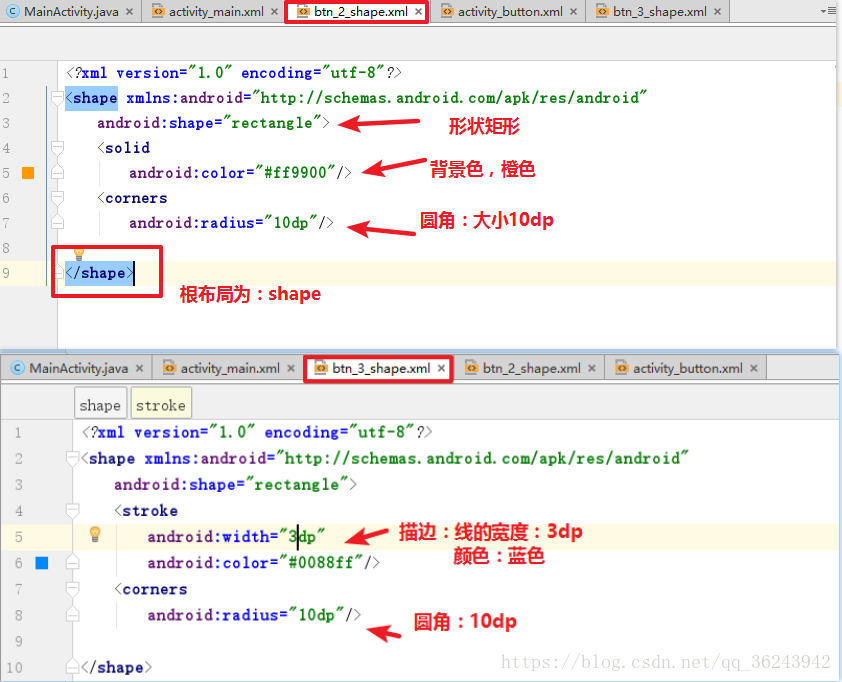 MainActivity.java × activity_main.xml × btn_2_shape.xml × activity_button.xml × btn_3_shape.xml ×
1 <?xml version="1.0" encoding="utf-8"?>
2 <shape xmlns:android="http://schemas.android.com/apk/res/android"
3 android:shape="rectangle"> 形状矩形
4 <solid
5 android:color="#ff9900"/> 背景色，橙色
6 <corners
7 android:radius="10dp"/> 圆角：大小10dp
8
9 </shape>
根布局为：shape
MainActivity.java × activity_main.xml × btn_3_shape.xml × btn_2_shape.xml × activity_button.xml ×
shape stroke
1 <?xml version="1.0" encoding="utf-8"?>
2 <shape xmlns:android="http://schemas.android.com/apk/res/android"
3 android:shape="rectangle">
4 <stroke
5 android:width="3dp" 描边：线的宽度：3dp
颜色：蓝色
6 android:color="#0088ff"/>
7 <corners
8 android:radius="10dp"/> 圆角：10dp
9
10 </shape>
https://blog.csdn.net/qq_36243942